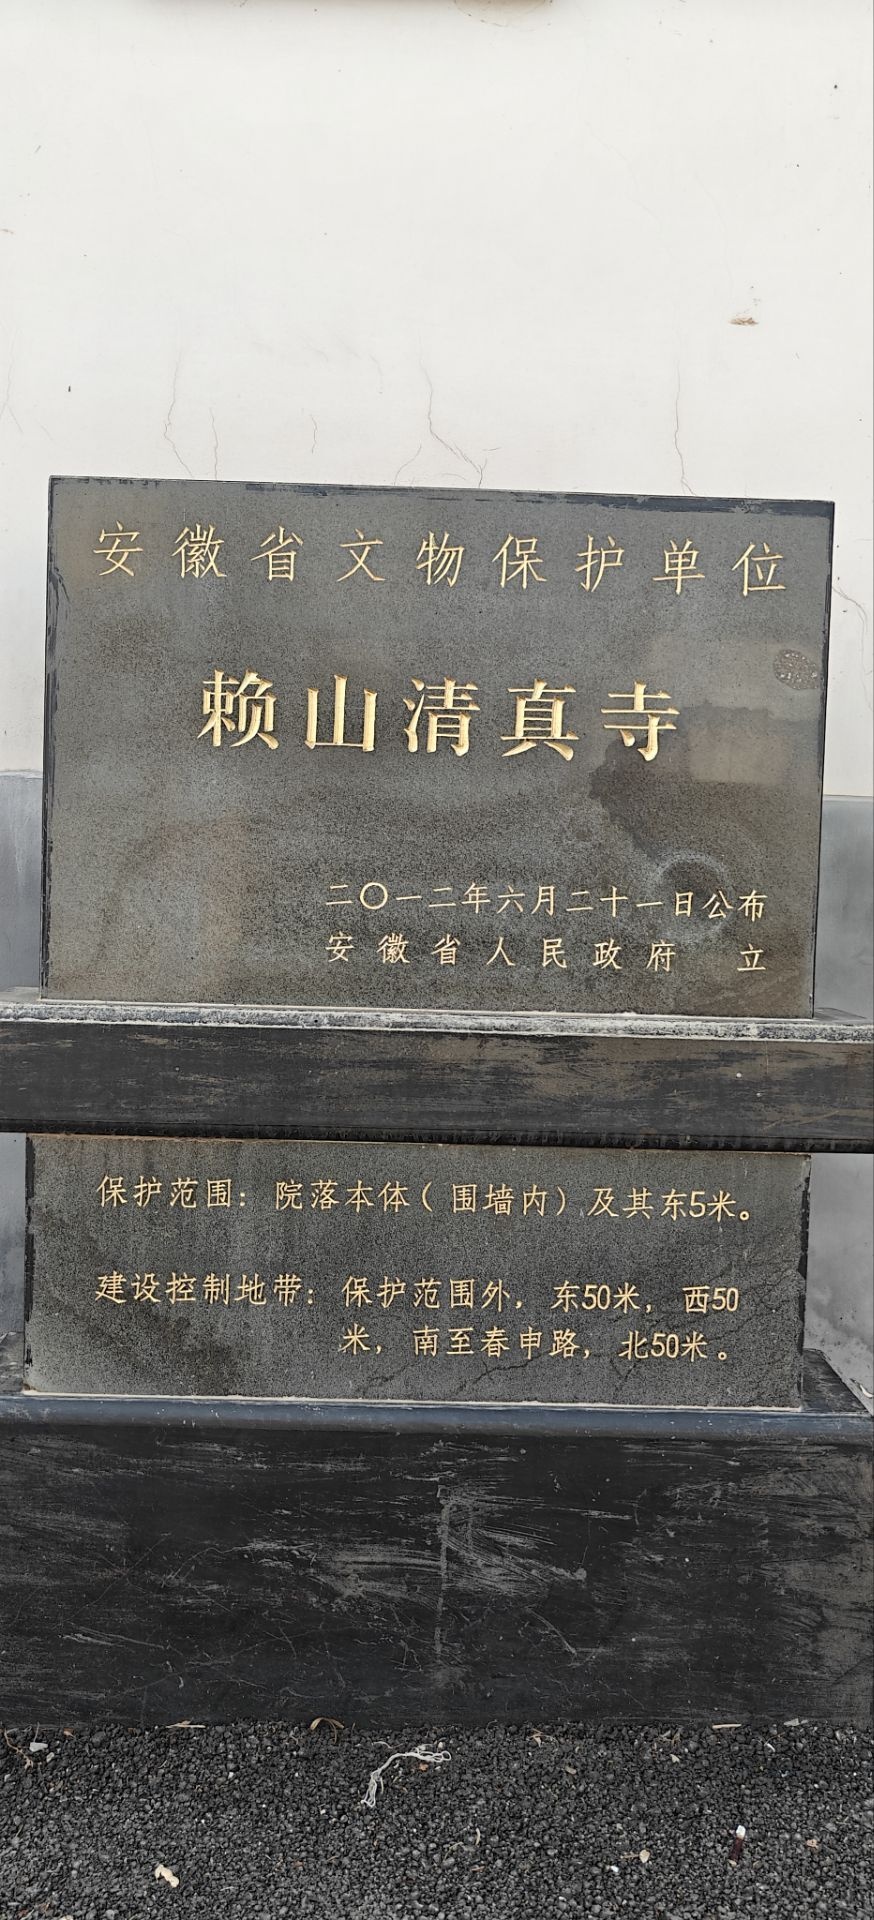 安徽省文物保护单位
赖山清真寺
二〇一二年六月二十一日公布
安徽省人民政府 立
保护范围：院落本体（围墙内）及其东5米。
建设控制地带：保护范围外，东50米，西50
米，南至春申路，北50米。